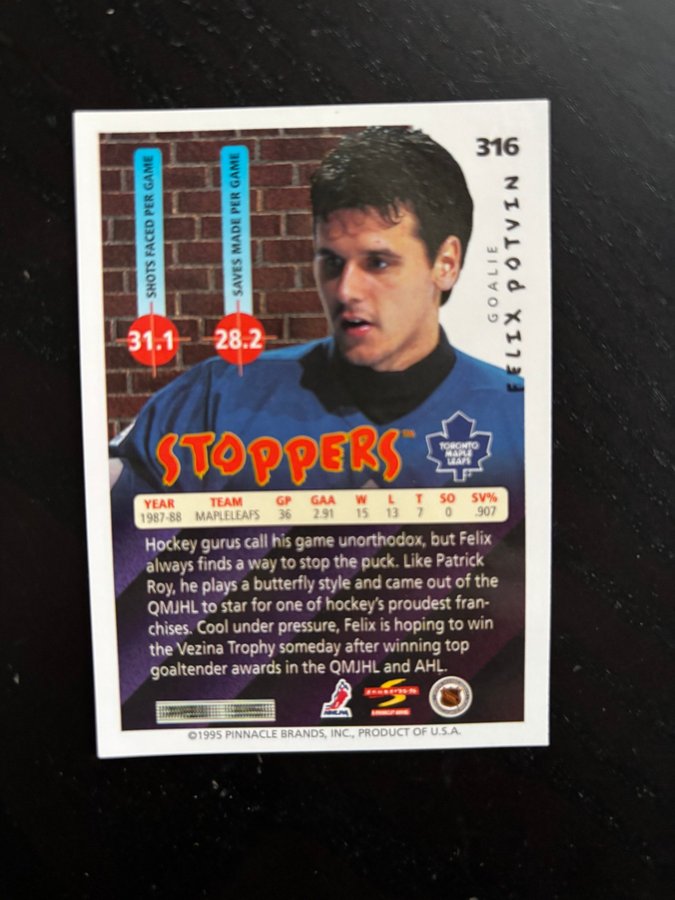 316
GOALIE
FELIX POTVIN
SHOTS FACED PER GAME
31.1
SAVES MADE PER GAME
28.2
STOPPERS™
TORONTO
MAPLE
LEAFS
YEAR TEAM GP GAA W L T SO SV%
1987-88 MAPLELEAFS 36 2.91 15 13 7 0 .907
Hockey gurus call his game unorthodox, but Felix
always finds a way to stop the puck. Like Patrick
Roy, he plays a butterfly style and came out of the
QMJHL to star for one of hockey's proudest fran-
chises. Cool under pressure, Felix is hoping to win
the Vezina Trophy someday after winning top
goaltender awards in the QMJHL and AHL.
NHLPA
©1995 PINNACLE BRANDS, INC., PRODUCT OF U.S.A.